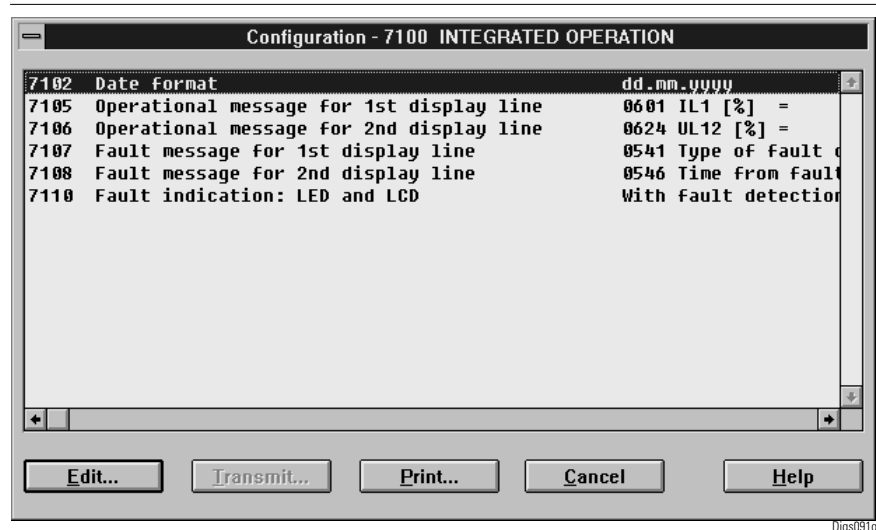 Configuration - 7100 INTEGRATED OPERATION
7102 Date format dd.mm.yyyy
7105 Operational message for 1st display line 0601 IL1 [%] =
7106 Operational message for 2nd display line 0624 UL12 [%] =
7107 Fault message for 1st display line 0541 Type of fault
7108 Fault message for 2nd display line 0546 Time from fault
7110 Fault indication: LED and LCD With fault detection
Edit... Transmit... Print... Cancel Help